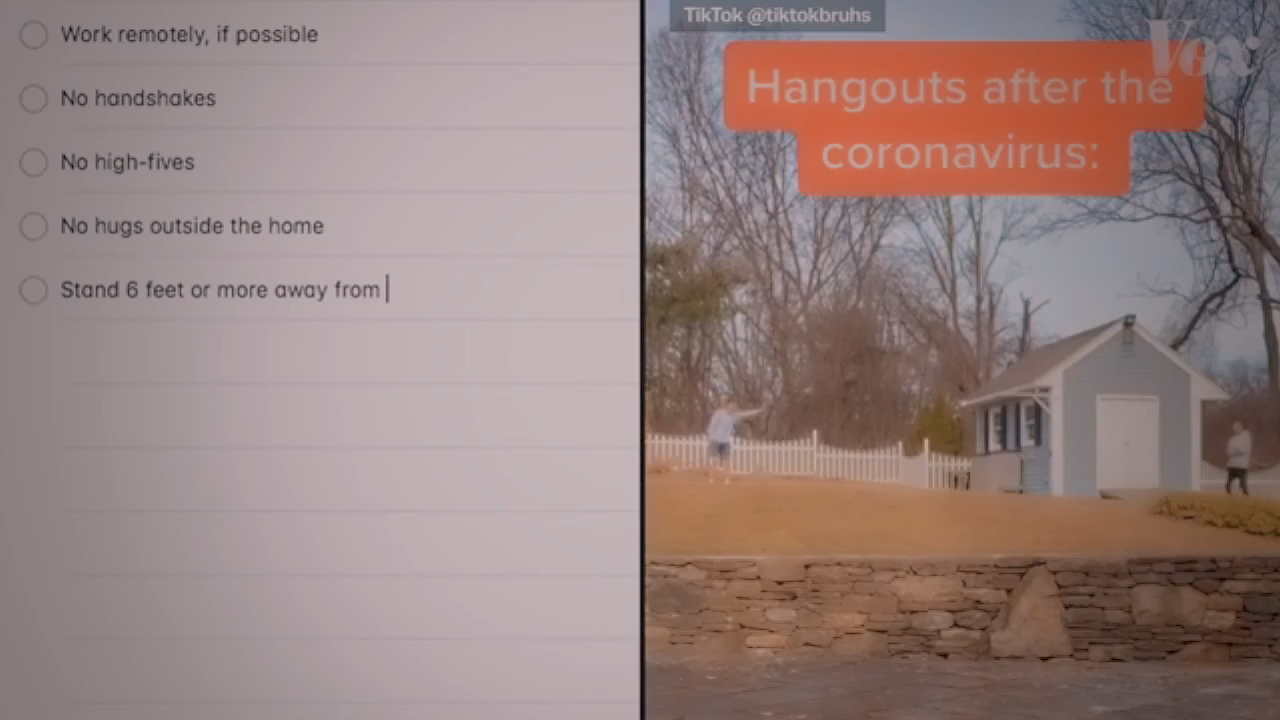 Work remotely, if possible
No handshakes
No high-fives
No hugs outside the home
Stand 6 feet or more away from
TikTok @tiktokbruhs
Vox
Hangouts after the
coronavirus: